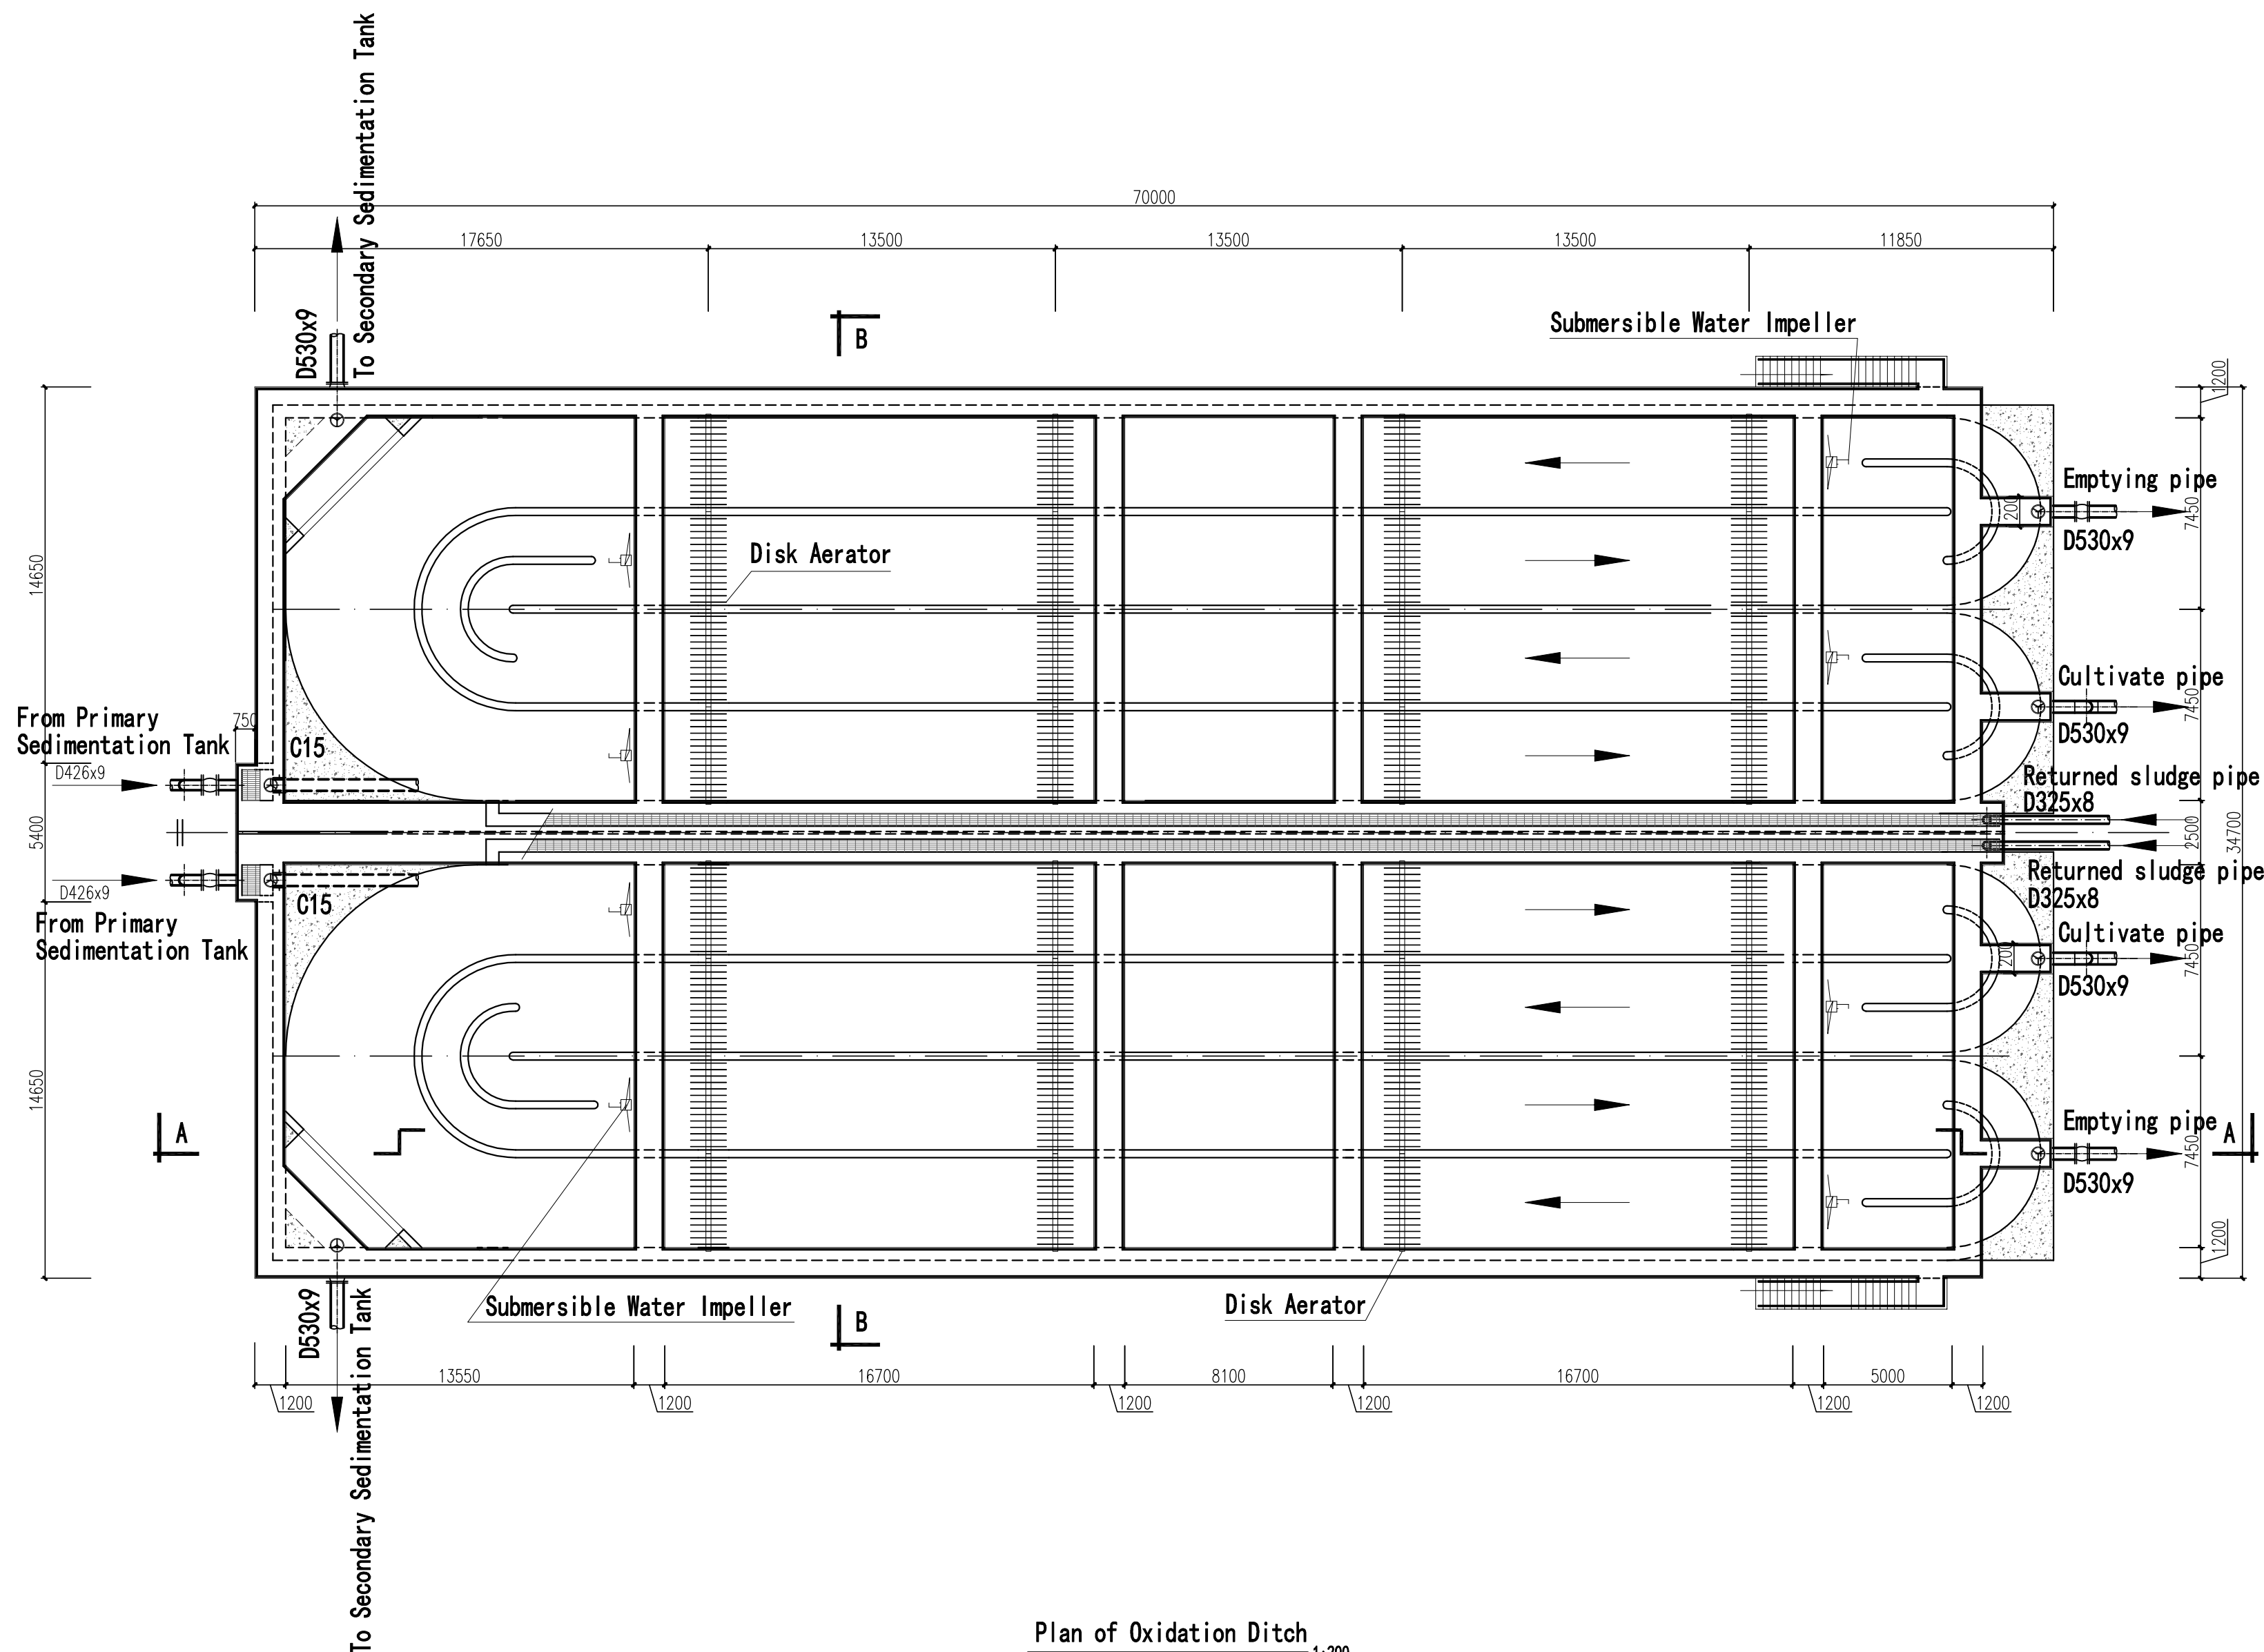 To Secondary Sedimentation Tank
D530x9
70000
17650
13500
13500
13500
11850
B
Submersible Water Impeller
1200
Emptying pipe
200
7450
D530x9
Disk Aerator
14650
Cultivate pipe
7450
D530x9
From Primary
Sedimentation Tank
750
C15
D426x9
Returned sludge pipe
D325x8
5400
2500
34700
Returned sludge pipe
D325x8
D426x9
C15
From Primary
Sedimentation Tank
Cultivate pipe
200
7450
D530x9
14650
A
Emptying pipe
A
7450
D530x9
1200
D530x9
To Secondary Sedimentation Tank
Submersible Water Impeller
B
Disk Aerator
13550
16700
8100
16700
5000
1200
1200
1200
1200
1200
1200
Plan of Oxidation Ditch
1:200